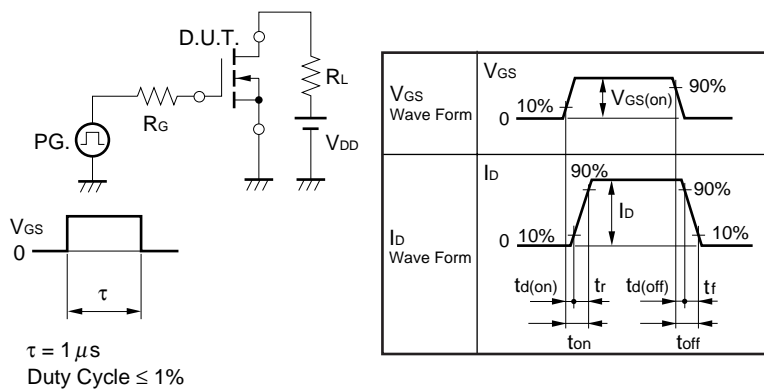 D.U.T.
RL
RG
PG.
VDD
VGS
0
τ
τ = 1 μs
Duty Cycle ≤ 1%
VGS
Wave Form
VGS
10%
0
VGS(on)
90%
ID
Wave Form
ID
90%
90%
10%
0
ID
10%
td(on)
tr
td(off)
tf
ton
toff